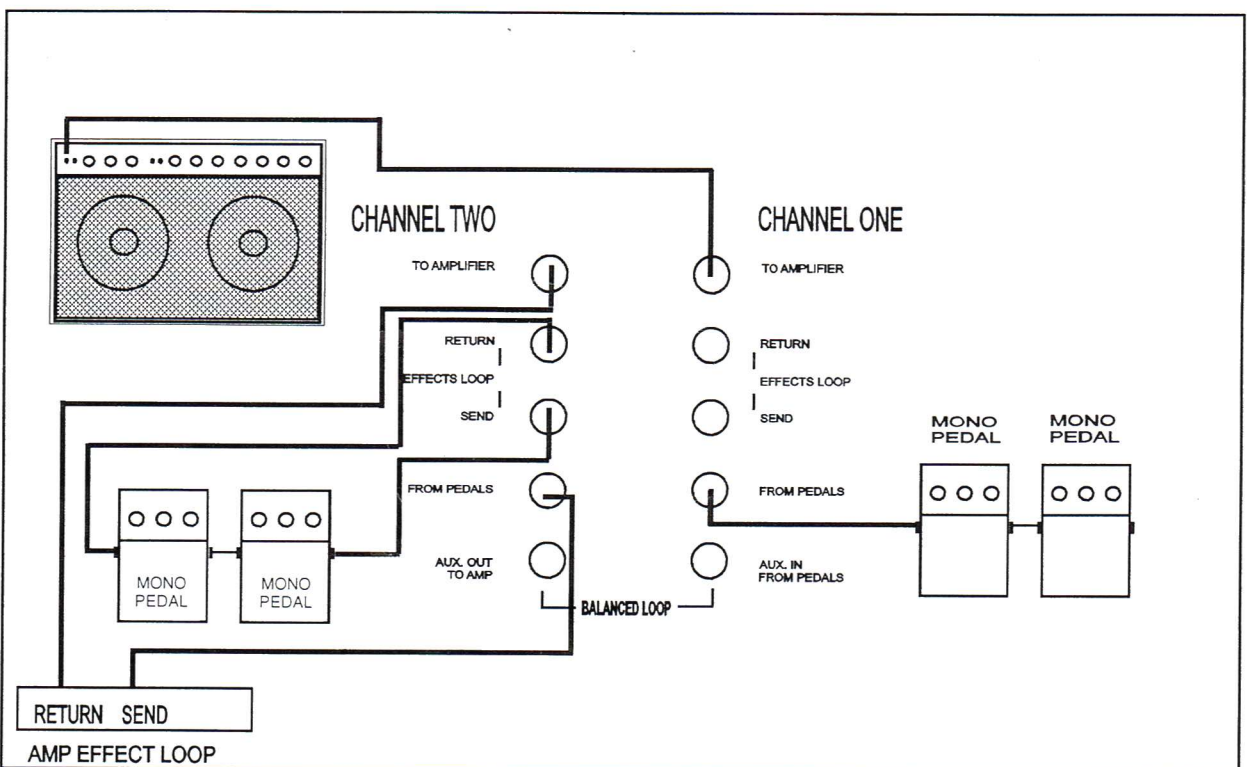 CHANNEL TWO
TO AMPLIFIER
RETURN
EFFECTS LOOP
SEND
FROM PEDALS
AUX. OUT
TO AMP
CHANNEL ONE
TO AMPLIFIER
RETURN
EFFECTS LOOP
SEND
FROM PEDALS
AUX. IN
FROM PEDALS
BALANCED LOOP
MONO
PEDAL
MONO
PEDAL
MONO
PEDAL
MONO
PEDAL
RETURN SEND
AMP EFFECT LOOP